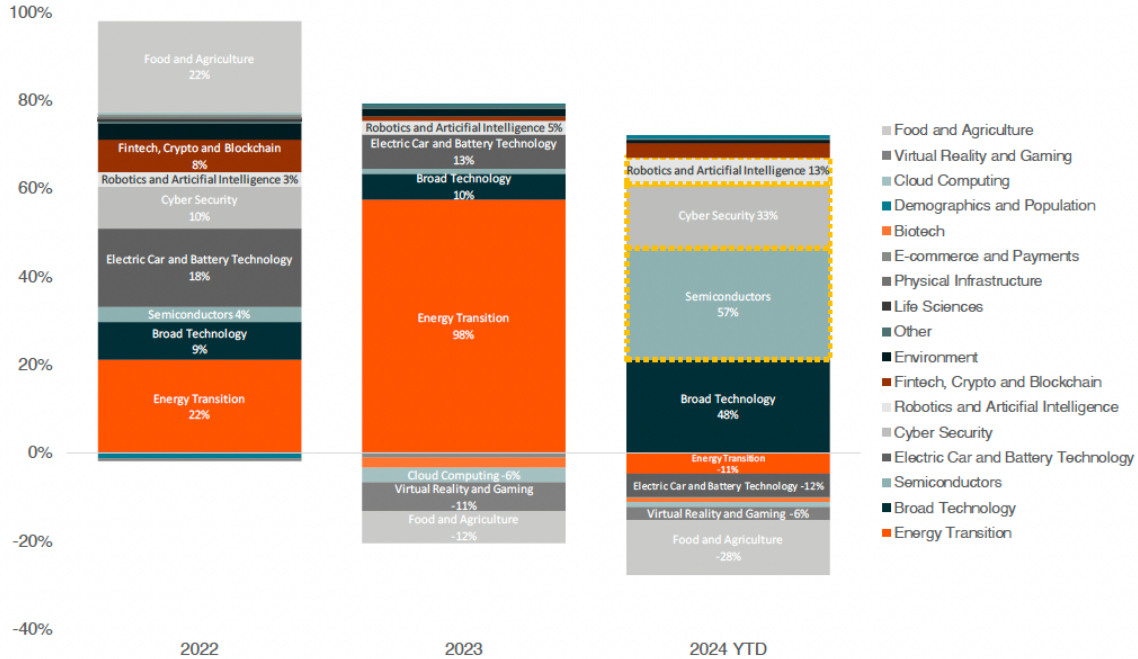 100%
80%
60%
40%
20%
0%
-20%
-40%
Food and Agriculture
22%
Fintech, Crypto and Blockchain
8%
Robotics and Articifial Intelligence 3%
Cyber Security
10%
Electric Car and Battery Technology
18%
Semiconductors 4%
Broad Technology
9%
Energy Transition
22%
2022
Robotics and Articifial Intelligence 5%
Electric Car and Battery Technology
13%
Broad Technology
10%
Energy Transition
98%
Cloud Computing -6%
Virtual Reality and Gaming
-11%
Food and Agriculture
-12%
2023
Robotics and Articifial Intelligence 13%
Cyber Security 33%
Semiconductors
57%
Broad Technology
48%
Energy Transition
-11%
Electric Car and Battery Technology -12%
Virtual Reality and Gaming -6%
Food and Agriculture
-28%
2024 YTD
Food and Agriculture
Virtual Reality and Gaming
Cloud Computing
Demographics and Population
Biotech
E-commerce and Payments
Physical Infrastructure
Life Sciences
Other
Environment
Fintech, Crypto and Blockchain
Robotics and Articifial Intelligence
Cyber Security
Electric Car and Battery Technology
Semiconductors
Broad Technology
Energy Transition